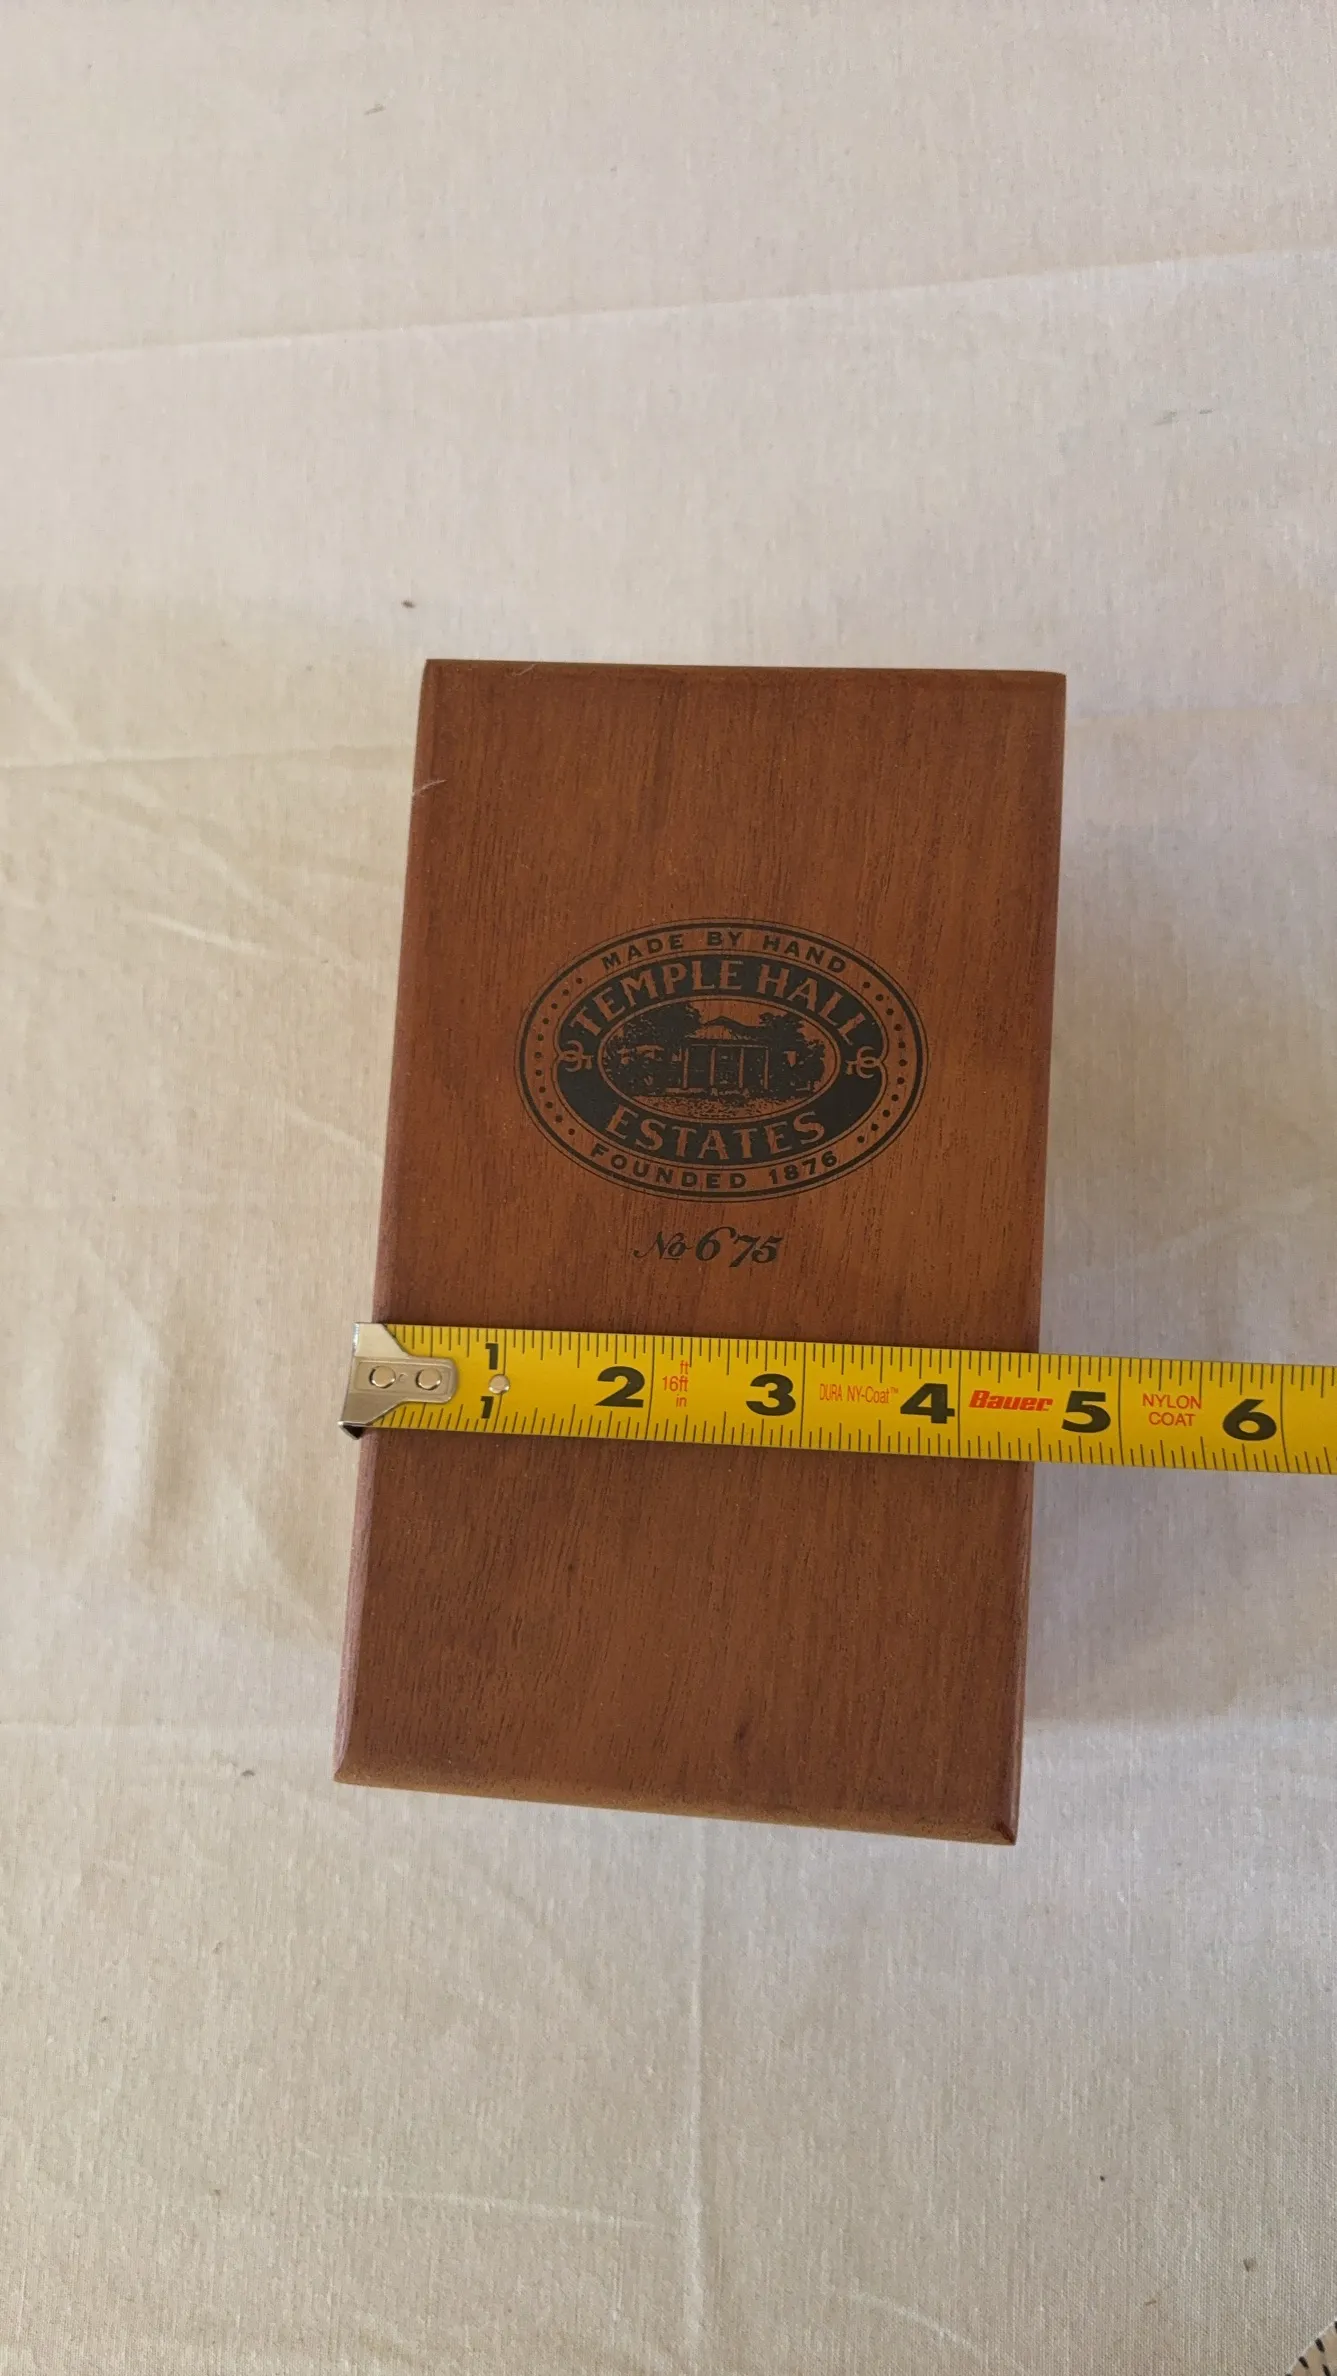 MADE BY HAND
TEMPLE HALL
ESTATES
FOUNDED 1876
No 675
1 2 ft 16ft in 3 DURA NY-Coat™ 4 Bauer 5 NYLON COAT 6
1